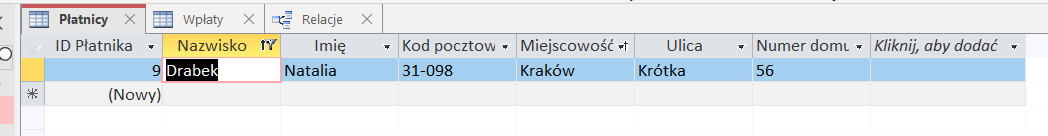 Płatnicy Wpłaty Relacje
ID Płatnika Nazwisko Imię Kod pocztow Miejscowość Ulica Numer domu Kliknij, aby dodać
9 Drabek Natalia 31-098 Kraków Krótka 56
(Nowy)